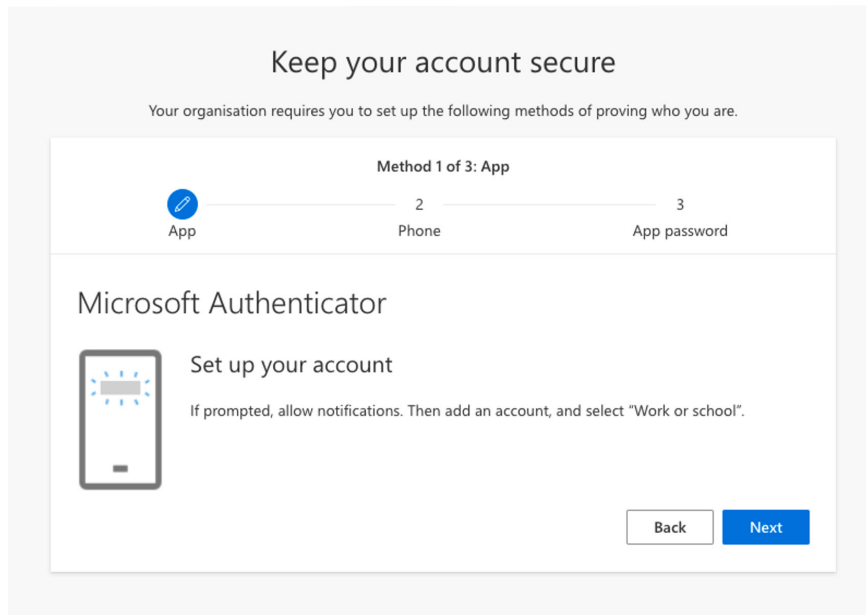 Keep your account secure
Your organisation requires you to set up the following methods of proving who you are.
Method 1 of 3: App
2
3
App
Phone
App password
Microsoft Authenticator
Set up your account
If prompted, allow notifications. Then add an account, and select “Work or school”.
Back
Next